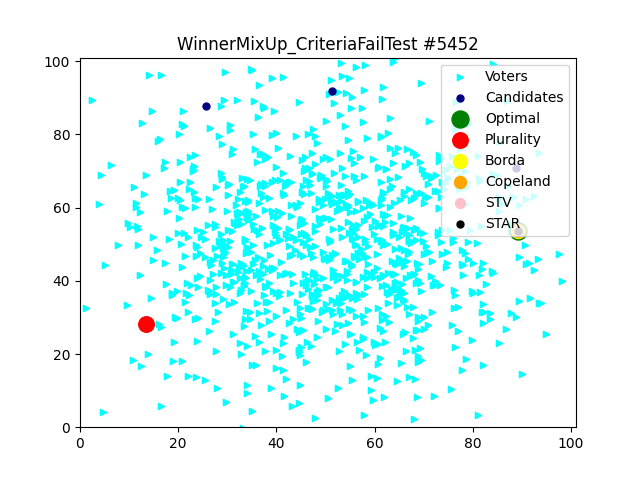 WinnerMixUp_CriteriaFailTest #5452
Voters
Candidates
Optimal
Plurality
Borda
Copeland
STV
STAR
100
80
60
40
20
0
0 20 40 60 80 100